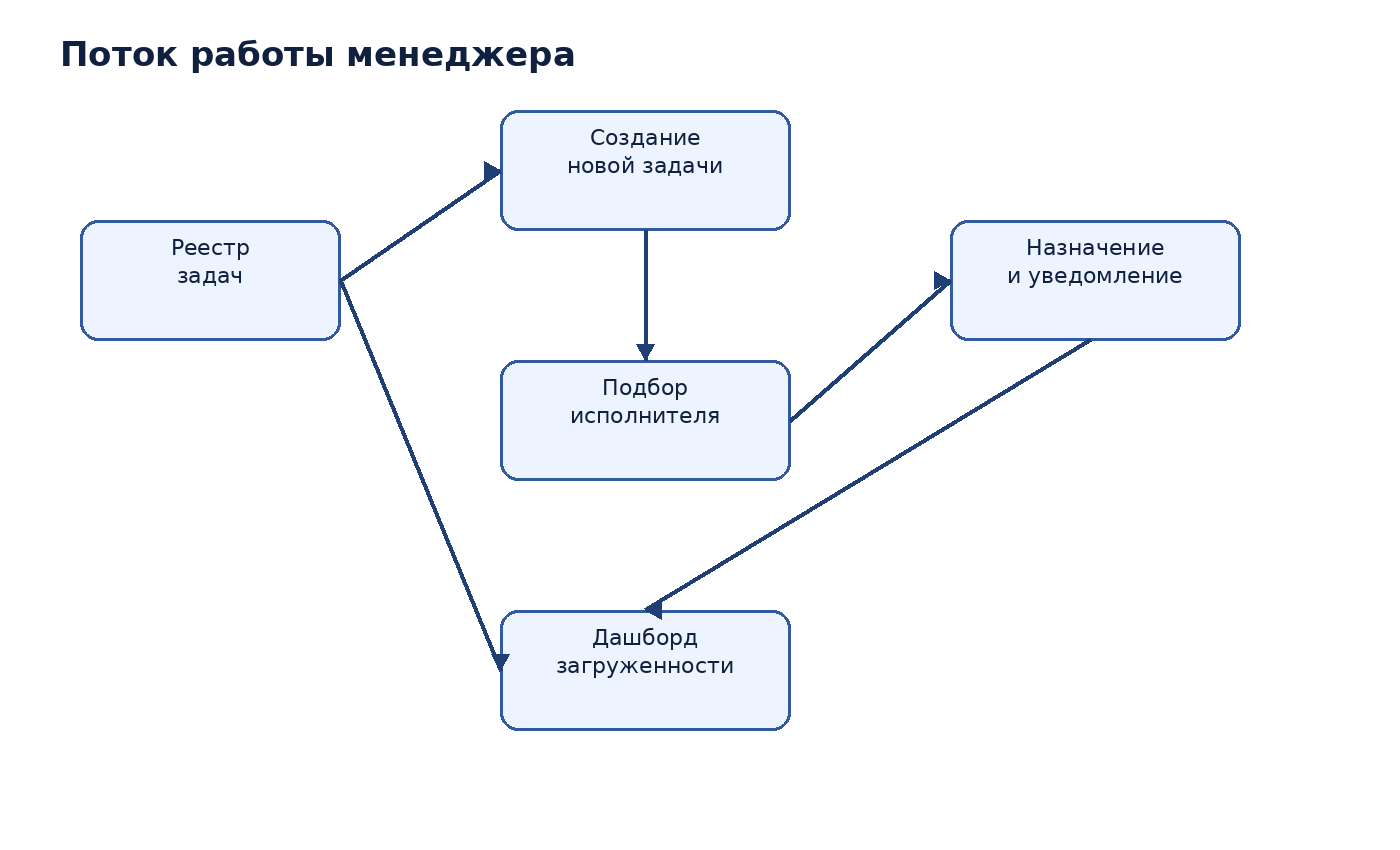 Поток работы менеджера
Создание
новой задачи
Реестр
задач
Назначение
и уведомление
Подбор
исполнителя
Дашборд
загруженности